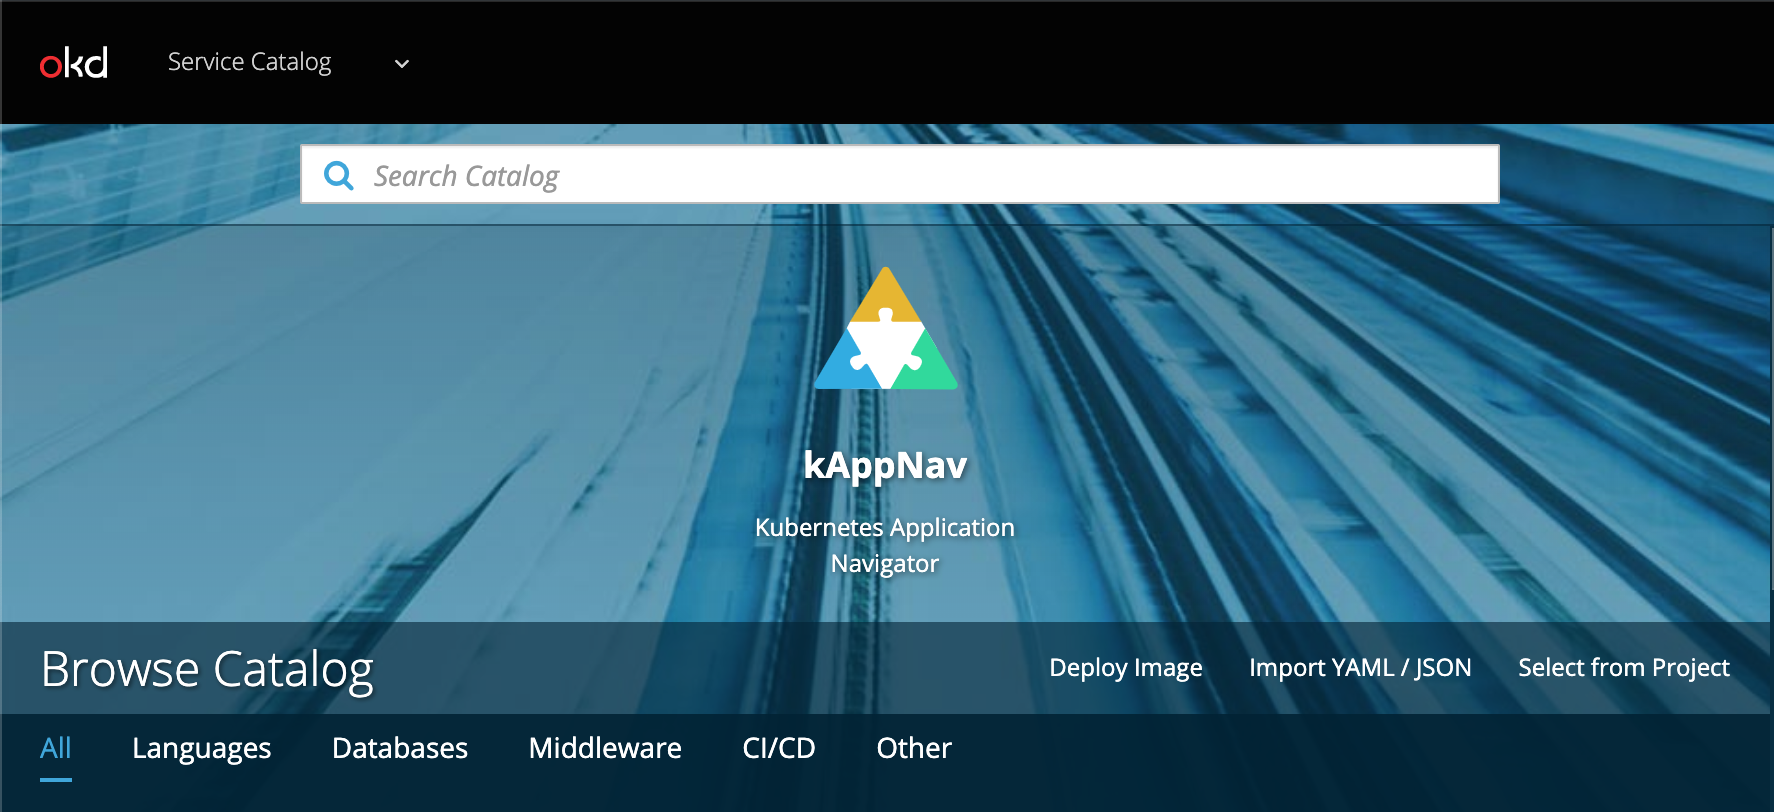 okd
Service Catalog
Search Catalog
kAppNav
Kubernetes Application
Navigator
Browse Catalog
Deploy Image
Import YAML / JSON
Select from Project
All
Languages
Databases
Middleware
CI/CD
Other